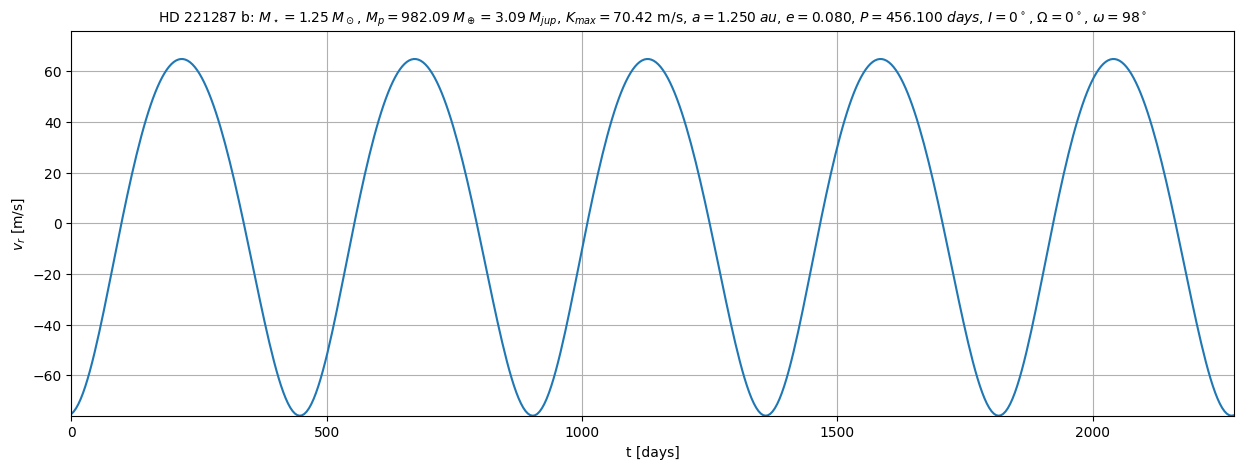 HD 221287 b: M⋆ = 1.25 M⊙, Mp = 982.09 M⊕ = 3.09 Mjup, Kmax = 70.42 m/s, a = 1.250 au, e = 0.080, P = 456.100 days, I = 0°, Ω = 0°, ω = 98°
60
40
20
0
−20
−40
−60
vr [m/s]
0 500 1000 1500 2000
t [days]